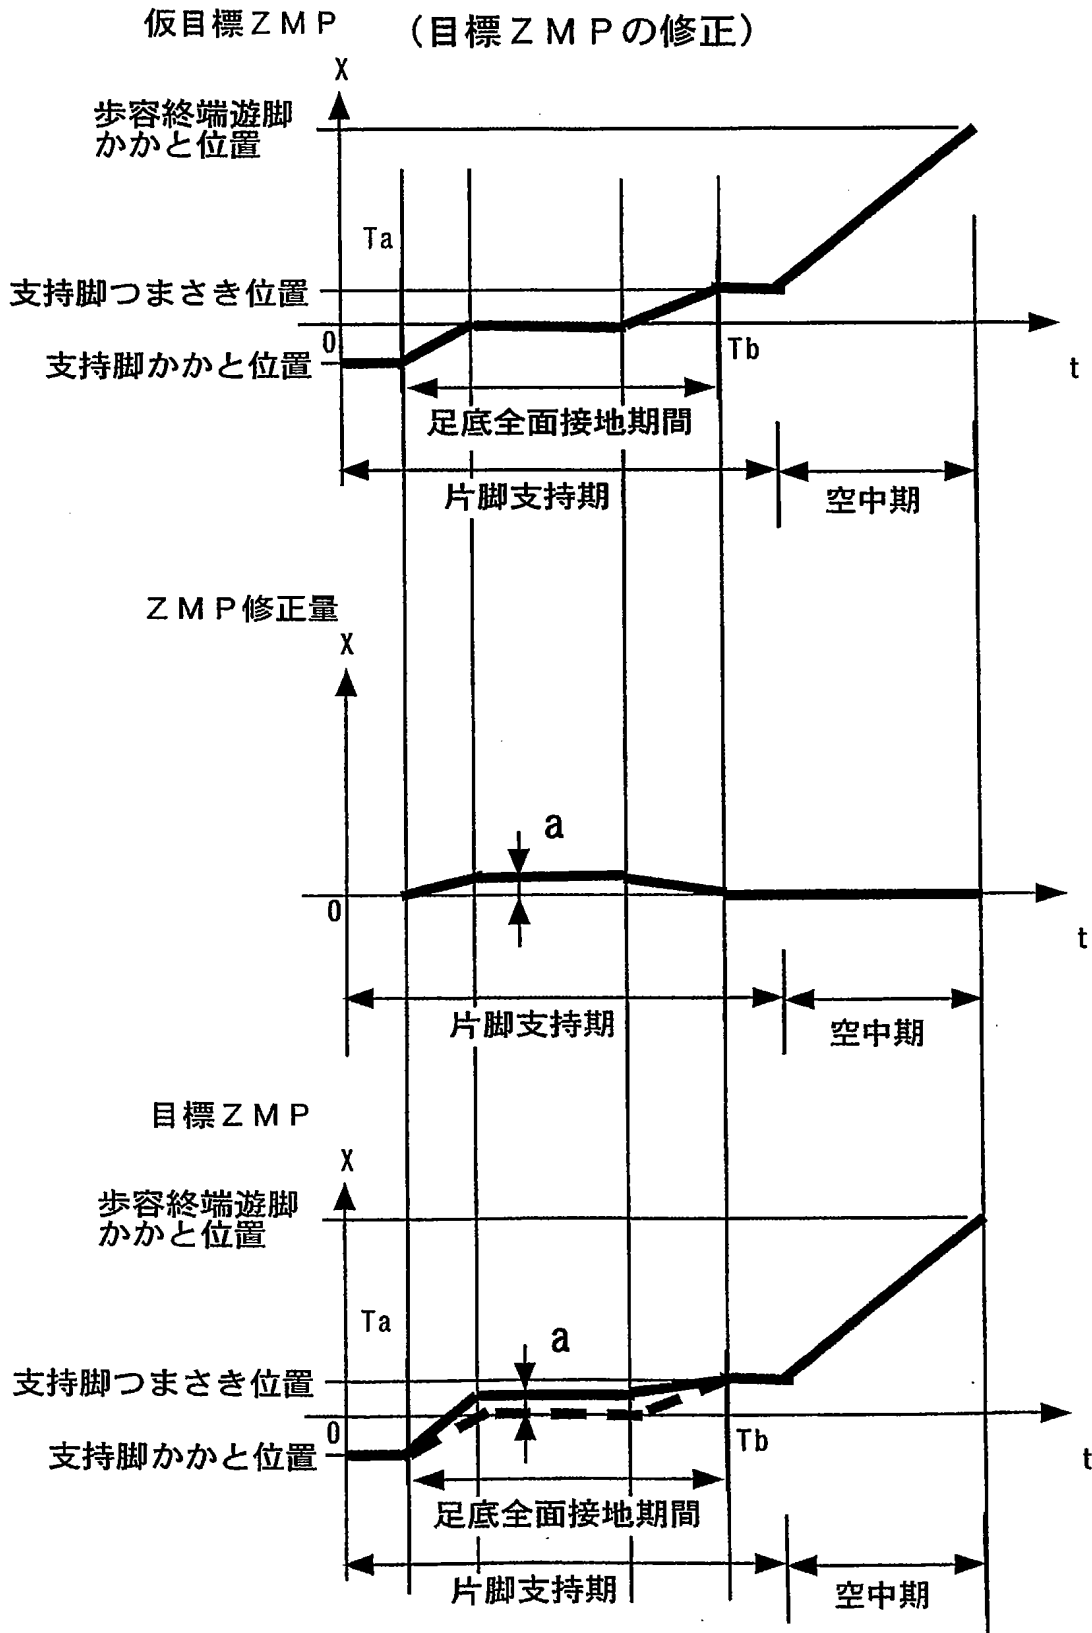 仮目標ZMP
(目標ZMPの修正)
X
歩容終端遊脚
かかと位置
Ta
支持脚つまさき位置
0
Tb
支持脚かかと位置
t
足底全面接地期間
片脚支持期
空中期
ZMP修正量
X
a
0
t
片脚支持期
空中期
目標ZMP
X
歩容終端遊脚
かかと位置
Ta
a
支持脚つまさき位置
0
Tb
支持脚かかと位置
t
足底全面接地期間
片脚支持期
空中期